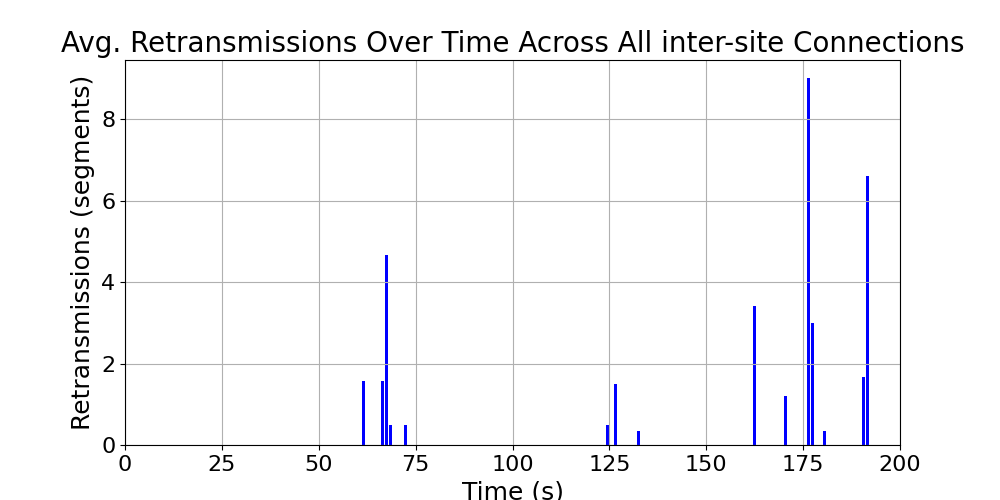 Avg. Retransmissions Over Time Across All inter-site Connections
Retransmissions (segments)
8
6
4
2
0
0 25 50 75 100 125 150 175 200
Time (s)